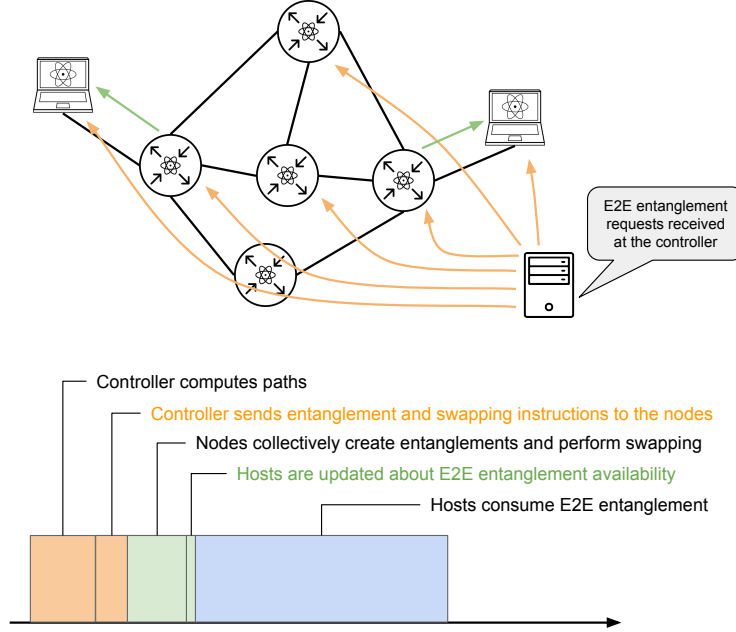 E2E entanglement
requests received
at the controller
Controller computes paths
Controller sends entanglement and swapping instructions to the nodes
Nodes collectively create entanglements and perform swapping
Hosts are updated about E2E entanglement availability
Hosts consume E2E entanglement